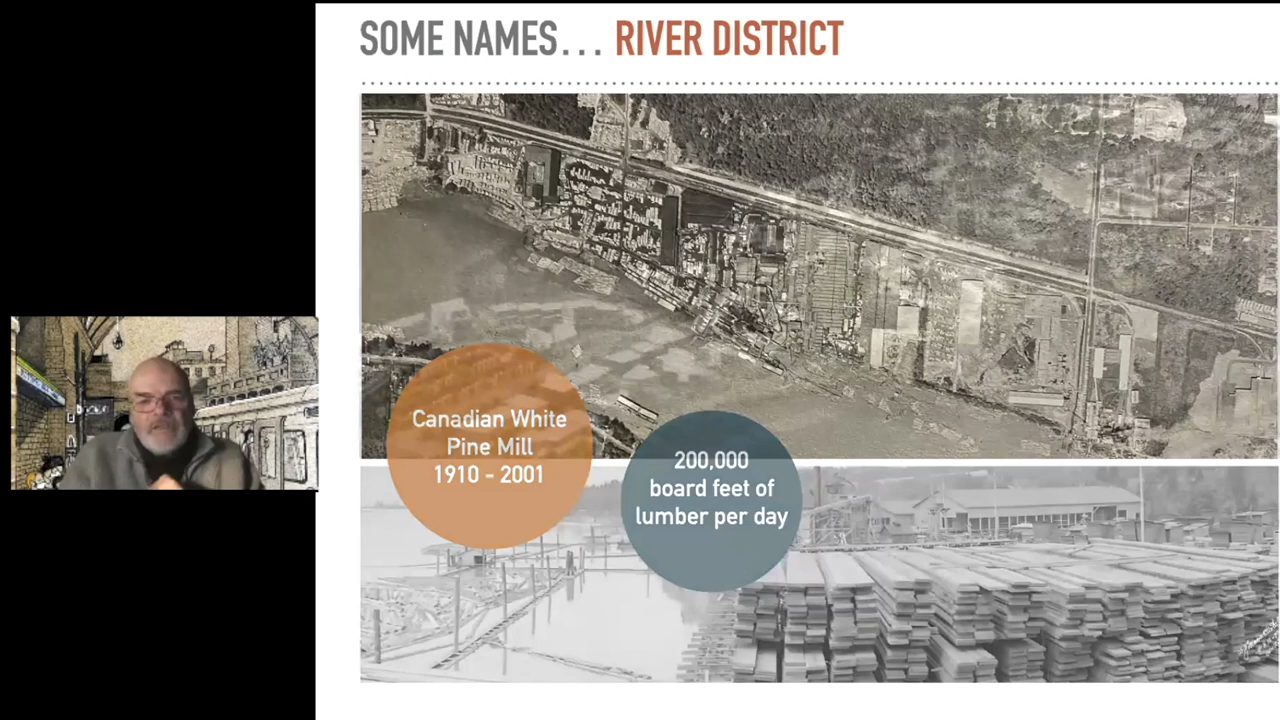 SOME NAMES... RIVER DISTRICT
Canadian White
Pine Mill
1910 - 2001
200,000
board feet of
lumber per day